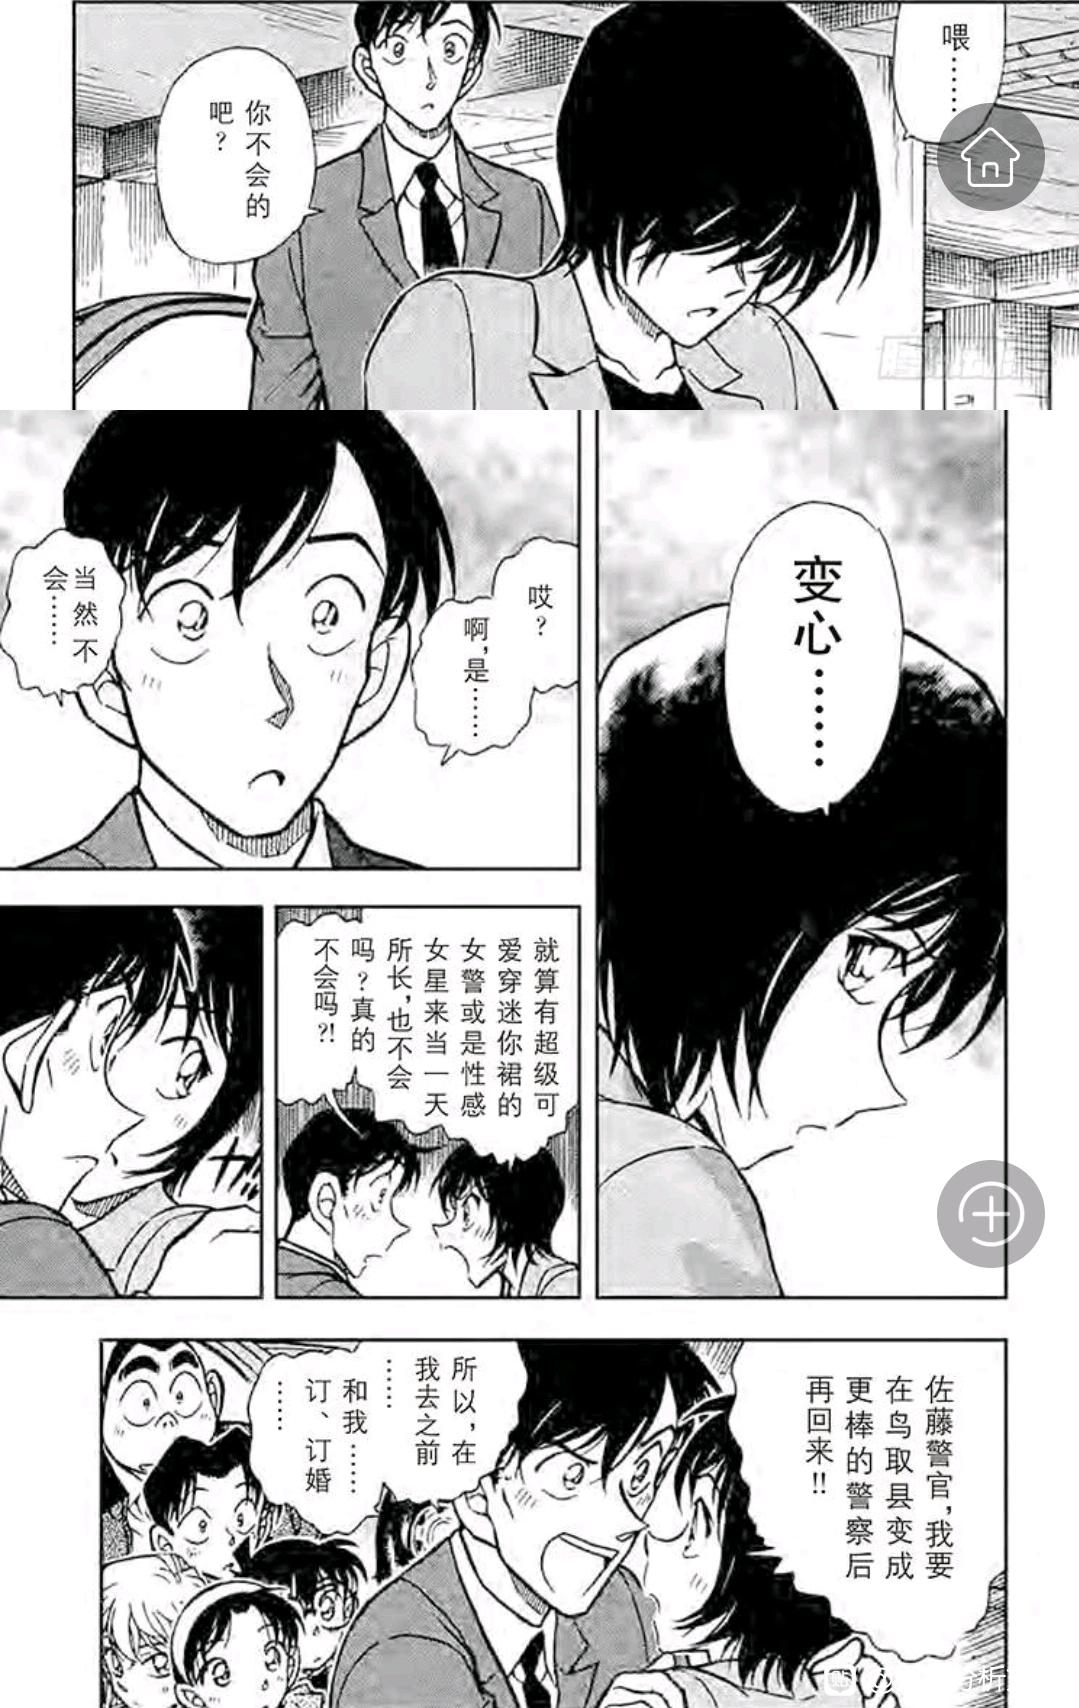 喂……
你不会的
吧？
变心……
哎？
啊，是……
当然不
会……
就算有超级可
爱穿迷你裙的
女警或是性感
女星来当一天
所长，也不会
吗？真的
不会吗？！
佐藤警官，我要
在鸟取县变成
更棒的警察后
再回来！！
所以，在
我去之前
……
和我……
订、订婚
……